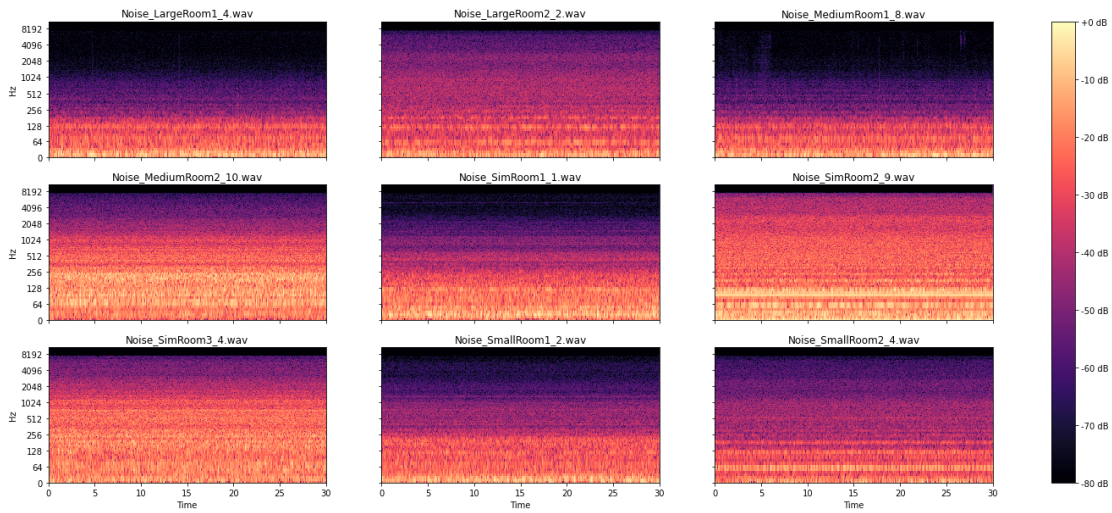 Noise_LargeRoom1_4.wav
Noise_LargeRoom2_2.wav
Noise_MediumRoom1_8.wav
+0 dB
8192
4096
2048
1024
512
256
128
64
0
Hz
-10 dB
Noise_MediumRoom2_10.wav
Noise_SimRoom1_1.wav
Noise_SimRoom2_9.wav
-20 dB
8192
4096
2048
1024
512
256
128
64
0
Hz
-30 dB
-40 dB
-50 dB
Noise_SimRoom3_4.wav
Noise_SmallRoom1_2.wav
Noise_SmallRoom2_4.wav
8192
4096
2048
1024
512
256
128
64
0
Hz
-60 dB
-70 dB
-80 dB
0 5 10 15 20 25 30
Time
0 5 10 15 20 25 30
Time
0 5 10 15 20 25 30
Time